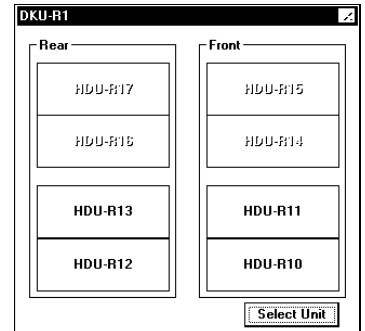 DKU-R1
Rear Front
HDU-R17 HDU-R15
HDU-R16 HDU-R14
HDU-R13 HDU-R11
HDU-R12 HDU-R10
Select Unit